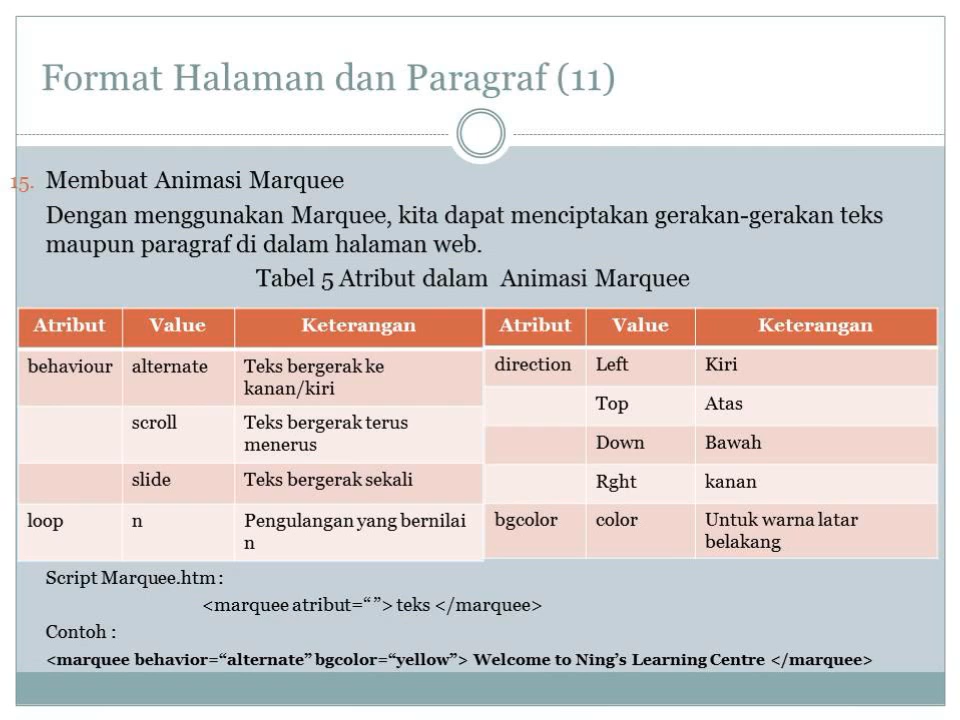 Format Halaman dan Paragraf (11)
15. Membuat Animasi Marquee
Dengan menggunakan Marquee, kita dapat menciptakan gerakan-gerakan teks
maupun paragraf di dalam halaman web.
Tabel 5 Atribut dalam Animasi Marquee
Atribut Value Keterangan
behaviour alternate Teks bergerak ke
kanan/kiri
scroll Teks bergerak terus
menerus
slide Teks bergerak sekali
loop n Pengulangan yang bernilai
n
Atribut Value Keterangan
direction Left Kiri
Top Atas
Down Bawah
Rght kanan
bgcolor color Untuk warna latar
belakang
Script Marquee.htm :
<marquee atribut=“ ”> teks </marquee>
Contoh :
<marquee behavior=“alternate” bgcolor=“yellow”> Welcome to Ning’s Learning Centre </marquee>